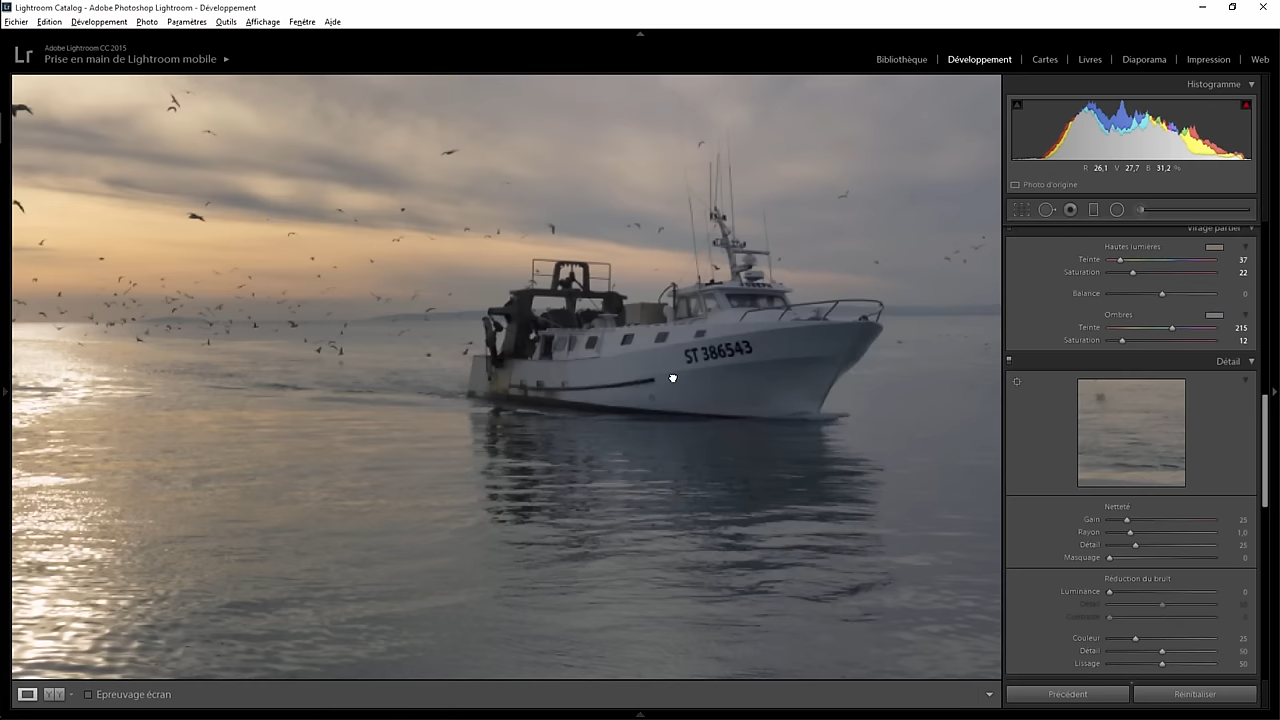 Lightroom Catalog - Adobe Photoshop Lightroom - Développement
Fichier Edition Développement Photo Paramètres Outils Affichage Fenêtre Aide
Lr
Adobe Lightroom CC 2015
Prise en main de Lightroom mobile
Bibliothèque | Développement | Cartes | Livres | Diaporama | Impression | Web
Histogramme
R 26,1 V 27,7 B 31,2 %
Photo d'origine
Virage partiel
Hautes lumières
Teinte 37
Saturation 22
Balance 0
Ombres
Teinte 215
Saturation 12
Détail
ST 386543
Netteté
Gain 25
Rayon 1,0
Détail 25
Masquage 0
Réduction du bruit
Luminance 0
Détail 50
Couleur 25
Détail 50
Lissage 50
Epreuvage écran
Précédent Réinitialiser